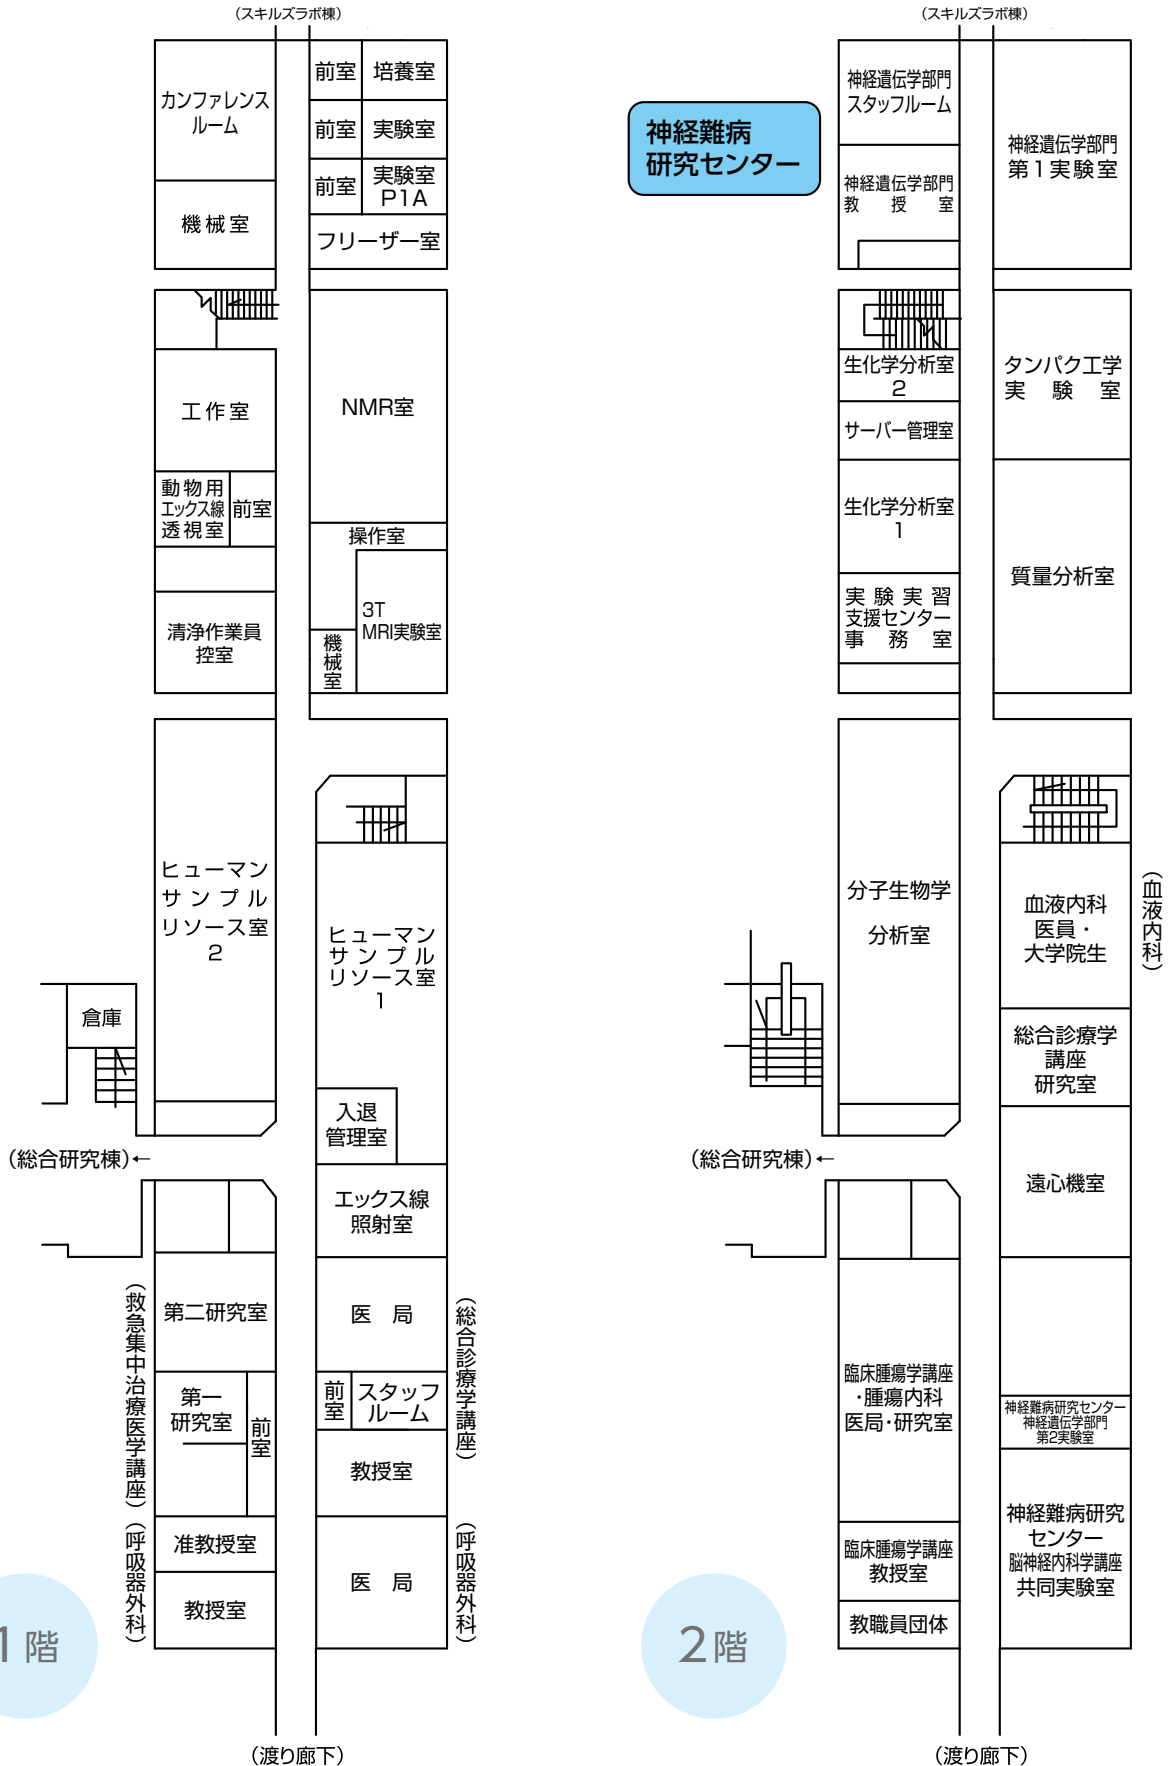 (スキルズラボ棟)
カンファレンス
ルーム
機械室
前室
培養室
前室
実験室
前室
実験室
P1A
フリーザー室
工作室
動物用
エックス線
透視室
前室
清浄作業員
控室
NMR室
操作室
3T
MRI実験室
機械室
ヒューマン
サンプル
リソース室
2
ヒューマン
サンプル
リソース室
1
倉庫
入退
管理室
(総合研究棟)←
エックス線
照射室
(救急集中治療医学講座)
第二研究室
第一
研究室
前室
医局
前室
スタッフ
ルーム
教授室
(総合診療学講座)
(呼吸器外科)
准教授室
教授室
医局
(呼吸器外科)
1階
(渡り廊下)
(スキルズラボ棟)
神経難病
研究センター
神経遺伝学部門
スタッフルーム
神経遺伝学部門
教授室
神経遺伝学部門
第1実験室
生化学分析室
2
サーバー管理室
生化学分析室
1
実験実習
支援センター
事務室
タンパク工学
実験室
質量分析室
分子生物学
分析室
血液内科
医員・
大学院生
(血液内科)
総合診療学
講座
研究室
(総合研究棟)←
遠心機室
臨床腫瘍学講座
・腫瘍内科
医局・研究室
臨床腫瘍学講座
教授室
教職員団体
神経難病研究センター
神経遺伝学部門
第2実験室
神経難病研究
センター
脳神経内科学講座
共同実験室
2階
(渡り廊下)